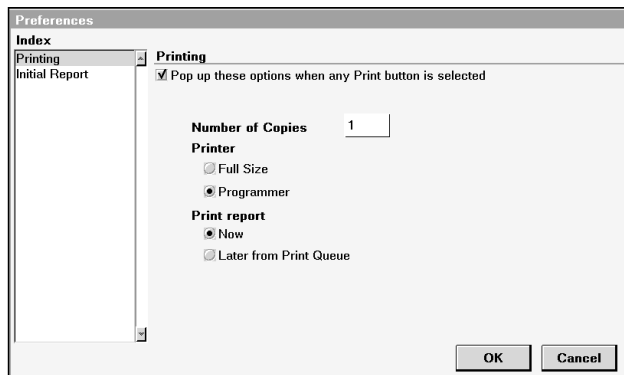 Preferences
Index
Printing
Initial Report
Printing
Pop up these options when any Print button is selected
Number of Copies 1
Printer
Full Size
Programmer
Print report
Now
Later from Print Queue
OK Cancel